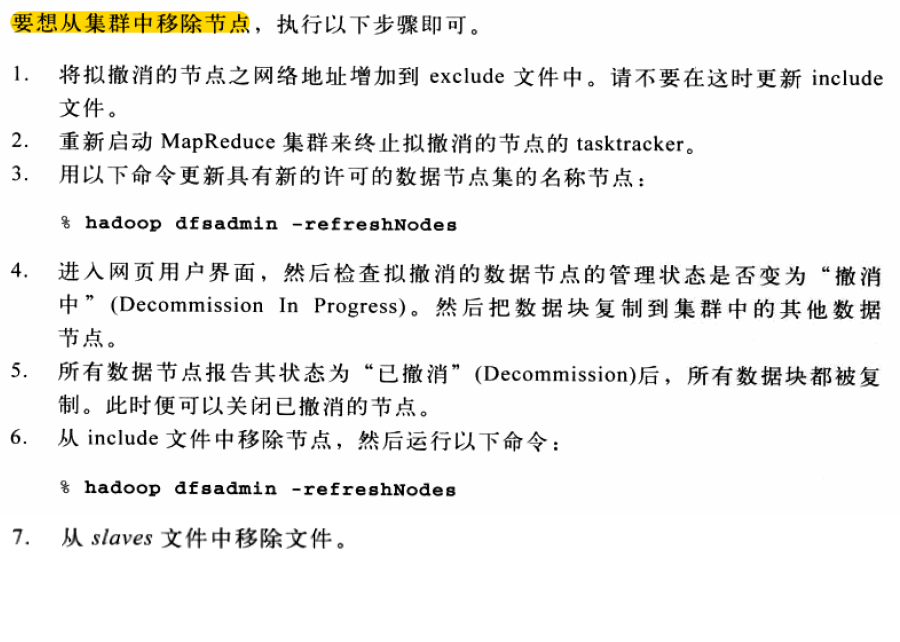 要想从集群中移除节点，执行以下步骤即可。
1. 将拟撤消的节点之网络地址增加到 exclude 文件中。请不要在这时更新 include
文件。
2. 重新启动 MapReduce 集群来终止拟撤消的节点的 tasktracker。
3. 用以下命令更新具有新的许可的数据节点集的名称节点：
% hadoop dfsadmin -refreshNodes
4. 进入网页用户界面，然后检查拟撤消的数据节点的管理状态是否变为“撤消
中”(Decommission In Progress)。然后把数据块复制到集群中的其他数据
节点。
5. 所有数据节点报告其状态为“已撤消”(Decommission)后，所有数据块都被复
制。此时便可以关闭已撤消的节点。
6. 从 include 文件中移除节点，然后运行以下命令：
% hadoop dfsadmin -refreshNodes
7. 从 slaves 文件中移除文件。